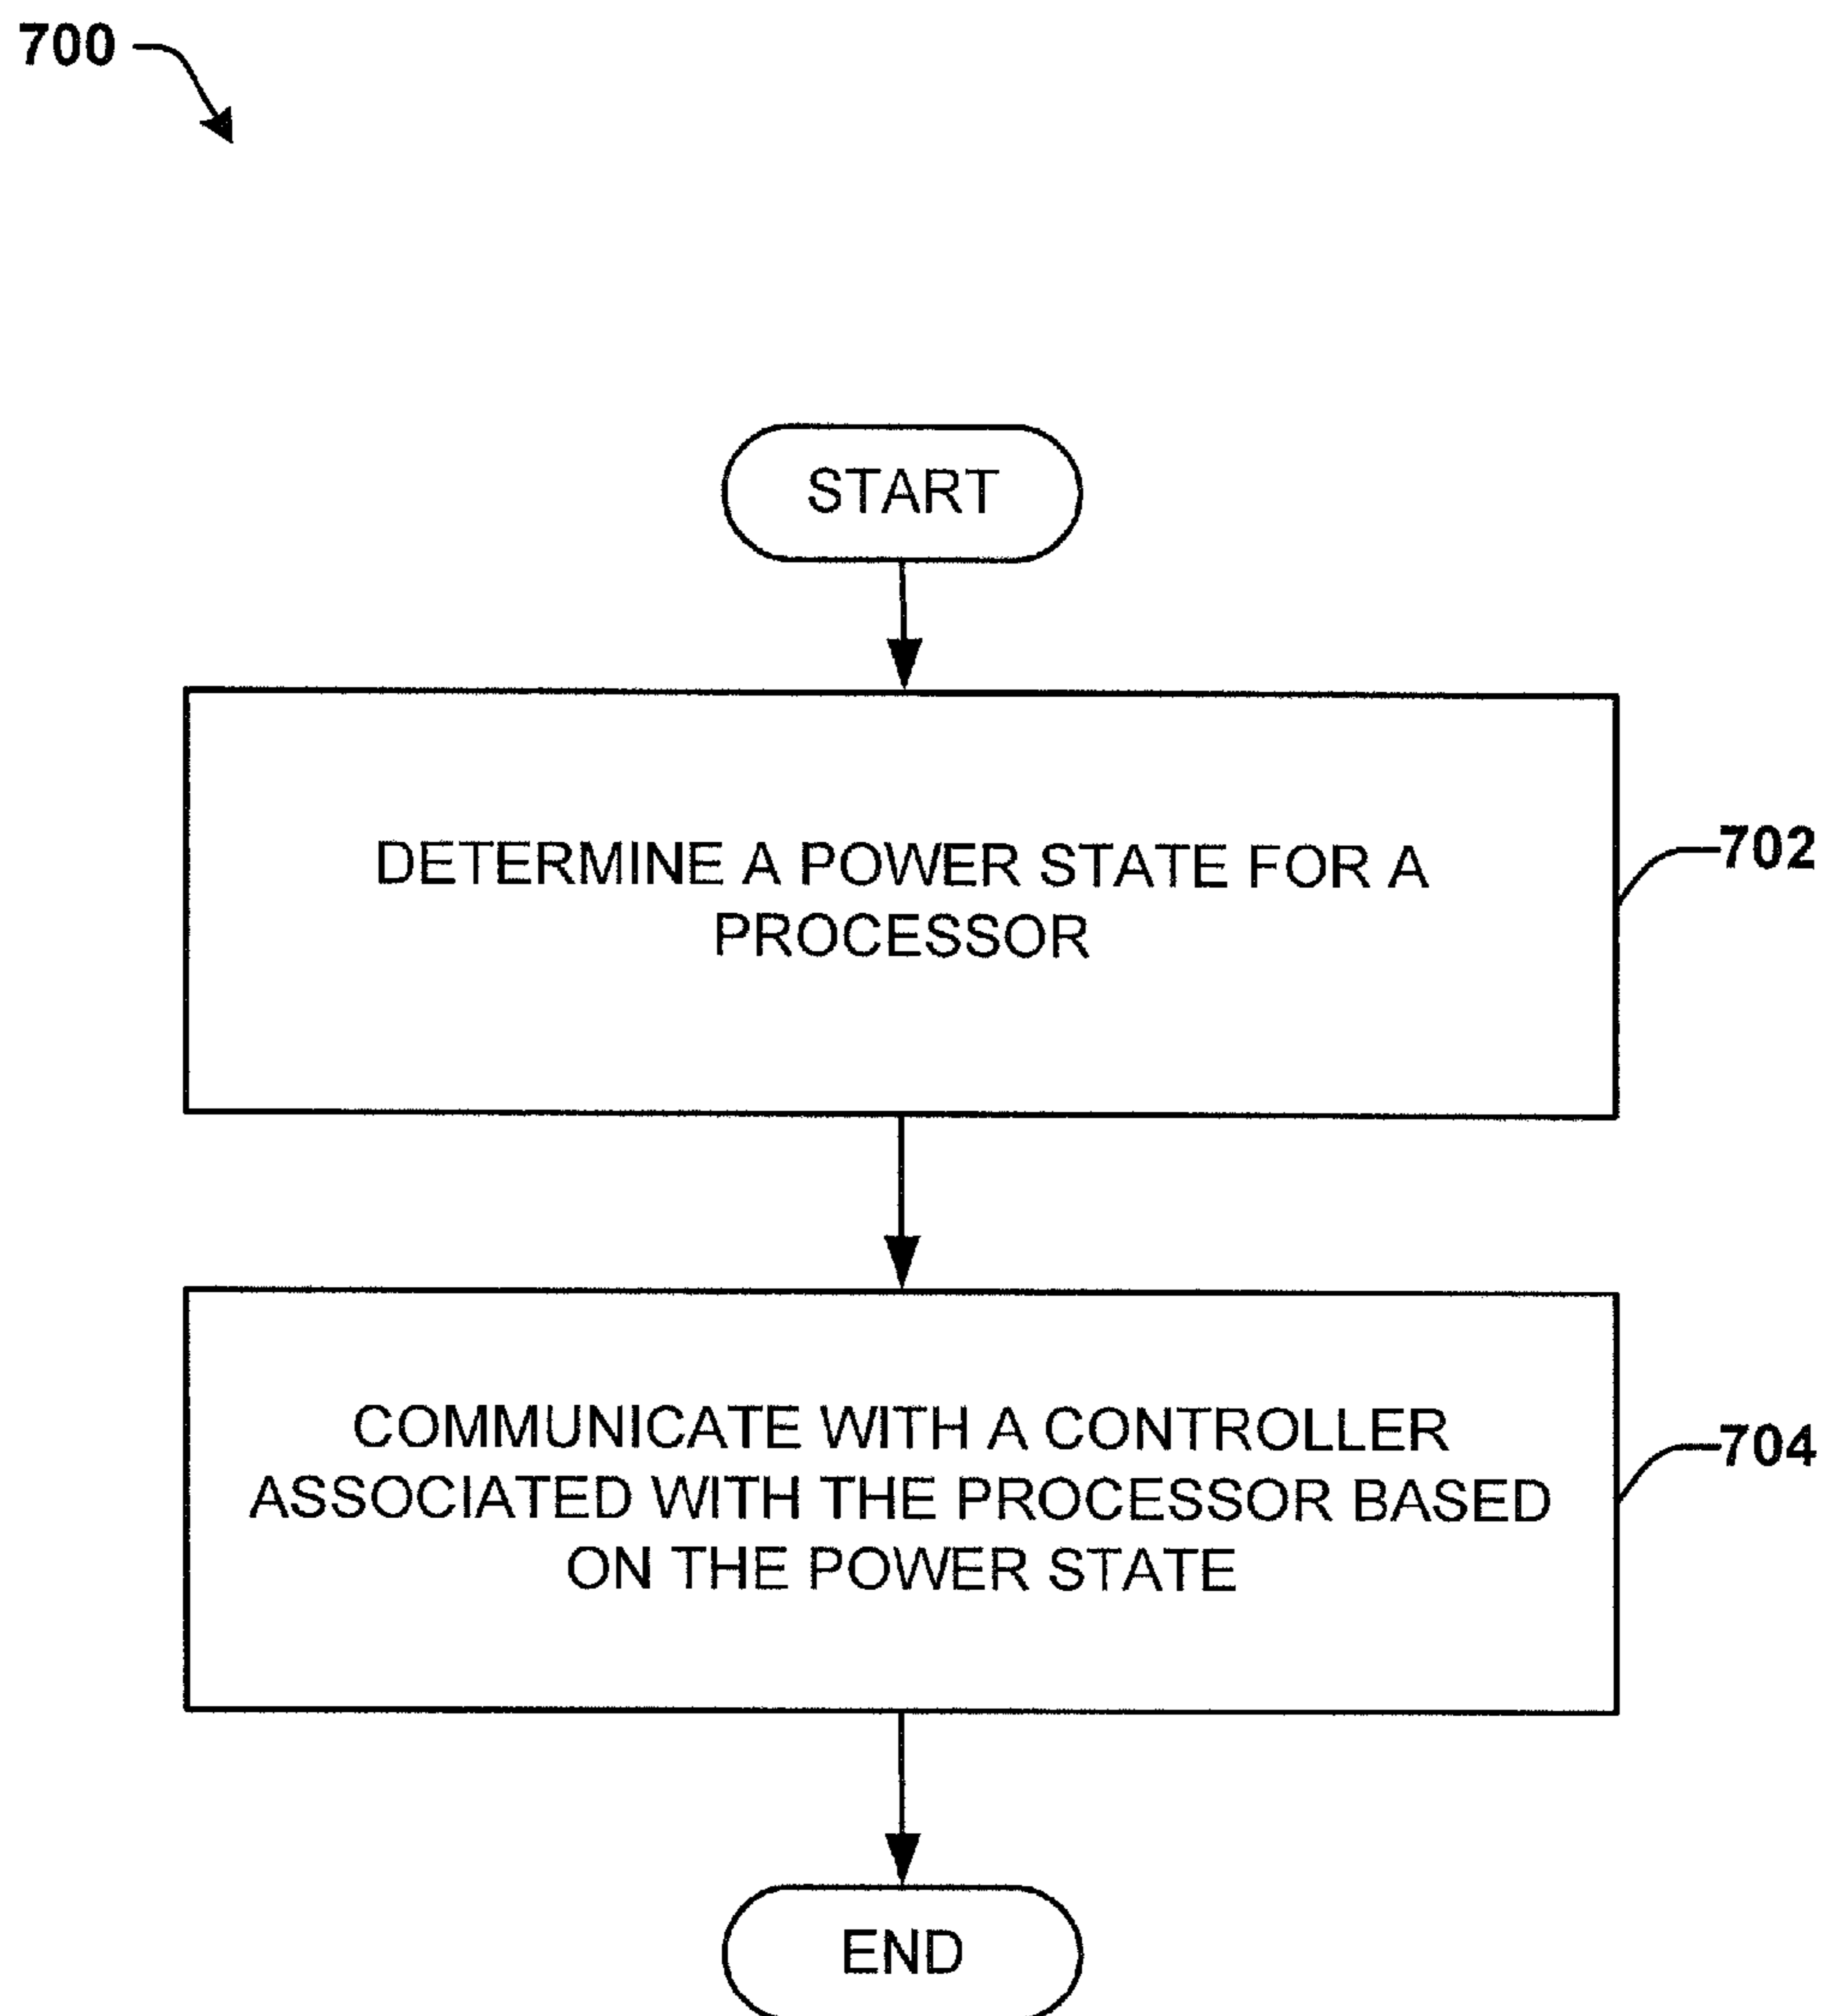 700
START
DETERMINE A POWER STATE FOR A
PROCESSOR
702
COMMUNICATE WITH A CONTROLLER
ASSOCIATED WITH THE PROCESSOR BASED
ON THE POWER STATE
704
END